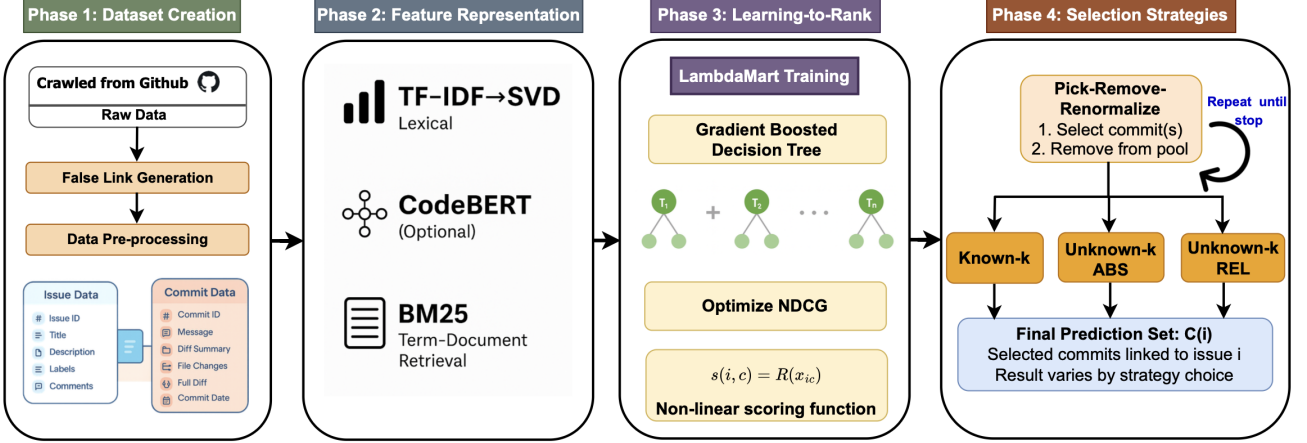 Phase 1: Dataset Creation
Crawled from Github
Raw Data
False Link Generation
Data Pre-processing
Issue Data
# Issue ID
Title
Description
Labels
Comments
Commit Data
# Commit ID
Message
Diff Summary
File Changes
Full Diff
Commit Date
Phase 2: Feature Representation
TF–IDF→SVD
Lexical
CodeBERT
(Optional)
BM25
Term–Document
Retrieval
Phase 3: Learning-to-Rank
LambdaMart Training
Gradient Boosted
Decision Tree
T₁ + T₂ ... Tₙ
Optimize NDCG
s(i, c) = R(x_{ic})
Non-linear scoring function
Phase 4: Selection Strategies
Pick-Remove-
Renormalize
1. Select commit(s)
2. Remove from pool
Repeat until
stop
Known-k
Unknown-k
ABS
Unknown-k
REL
Final Prediction Set: C(i)
Selected commits linked to issue i
Result varies by strategy choice